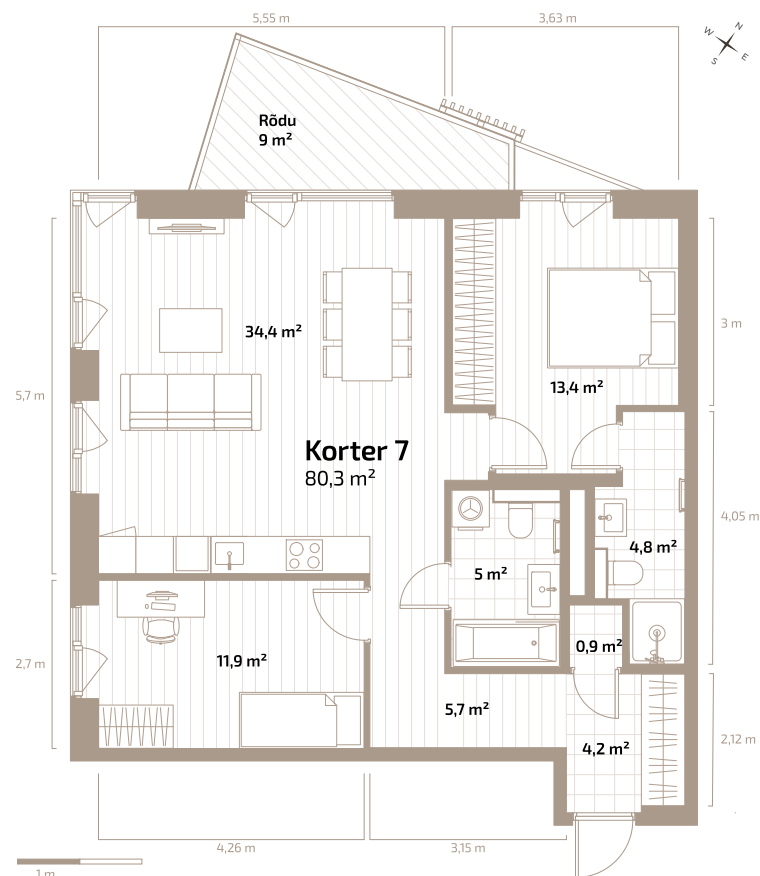 5,55 m
3,63 m
N
W
E
S
Rõdu
9 m²
34,4 m²
3 m
13,4 m²
5,7 m
Korter 7
80,3 m²
4,05 m
4,8 m²
5 m²
0,9 m²
2,7 m
11,9 m²
5,7 m²
4,2 m²
2,12 m
4,26 m
3,15 m
1 m